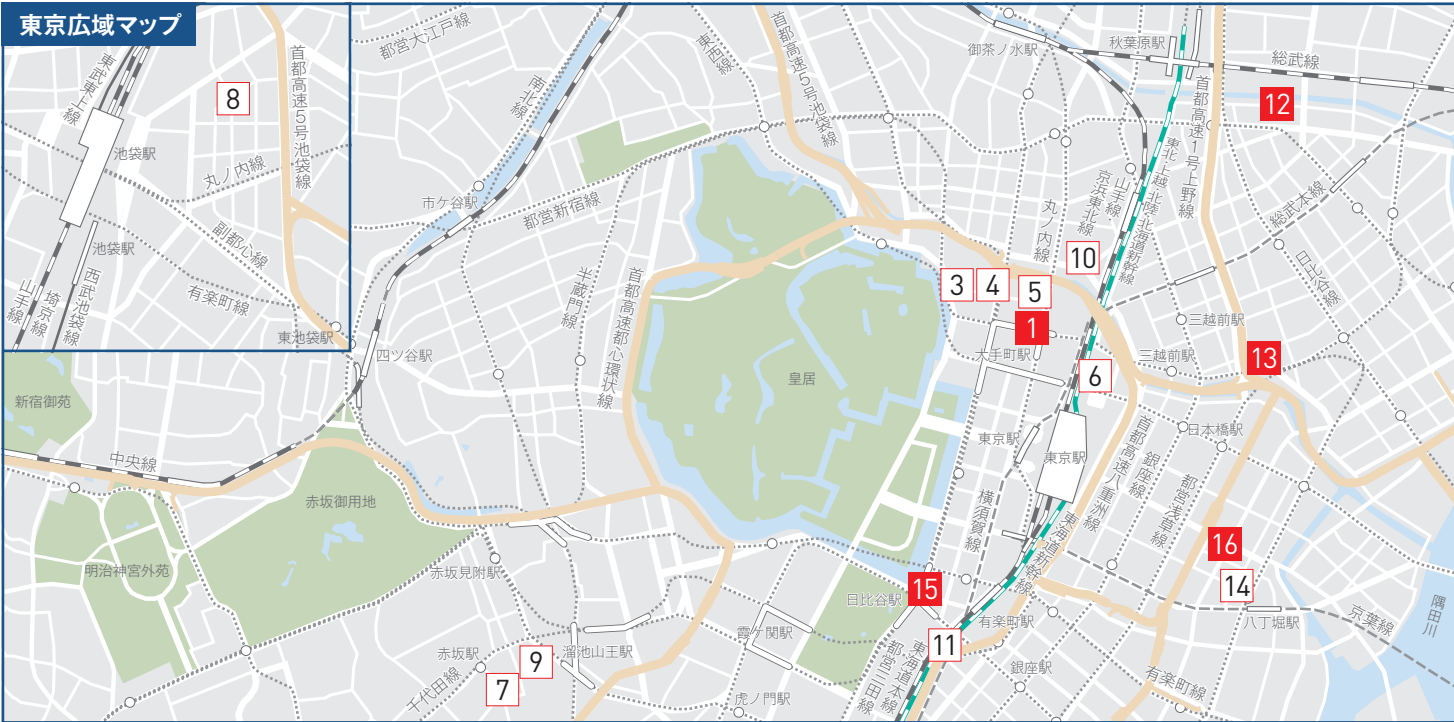 東京広域マップ
都営大江戸線
東西線
首都高速5号池袋線
御茶ノ水駅
秋葉原駅
総武線
東武東上線
首都高速5号池袋線
8
南北線
12
池袋駅
首都高速1号上野線
東北・上越・北陸・北海道新幹線
丸ノ内線
山手線
京浜東北線
総武本線
市ケ谷駅
都営新宿線
丸ノ内線
池袋駅
副都心線
10
日比谷線
半蔵門線
首都高速都心環状線
3
4
5
山手線
埼京線
西武池袋線
有楽町線
1
三越前駅
東池袋駅
四ツ谷駅
大手町駅
三越前駅
13
皇居
6
新宿御苑
東京駅
日本橋駅
中央線
東京駅
首都高速八重洲線
銀座線
都営浅草線
赤坂御用地
横須賀線
東海道新幹線
16
明治神宮外苑
赤坂見附駅
日比谷駅
15
14
隅田川
有楽町駅
八丁堀駅
京葉線
霞ケ関駅
赤坂駅
9
溜池山王駅
11
東海道本線
都営三田線
銀座駅
7
千代田線
虎ノ門駅
有楽町線